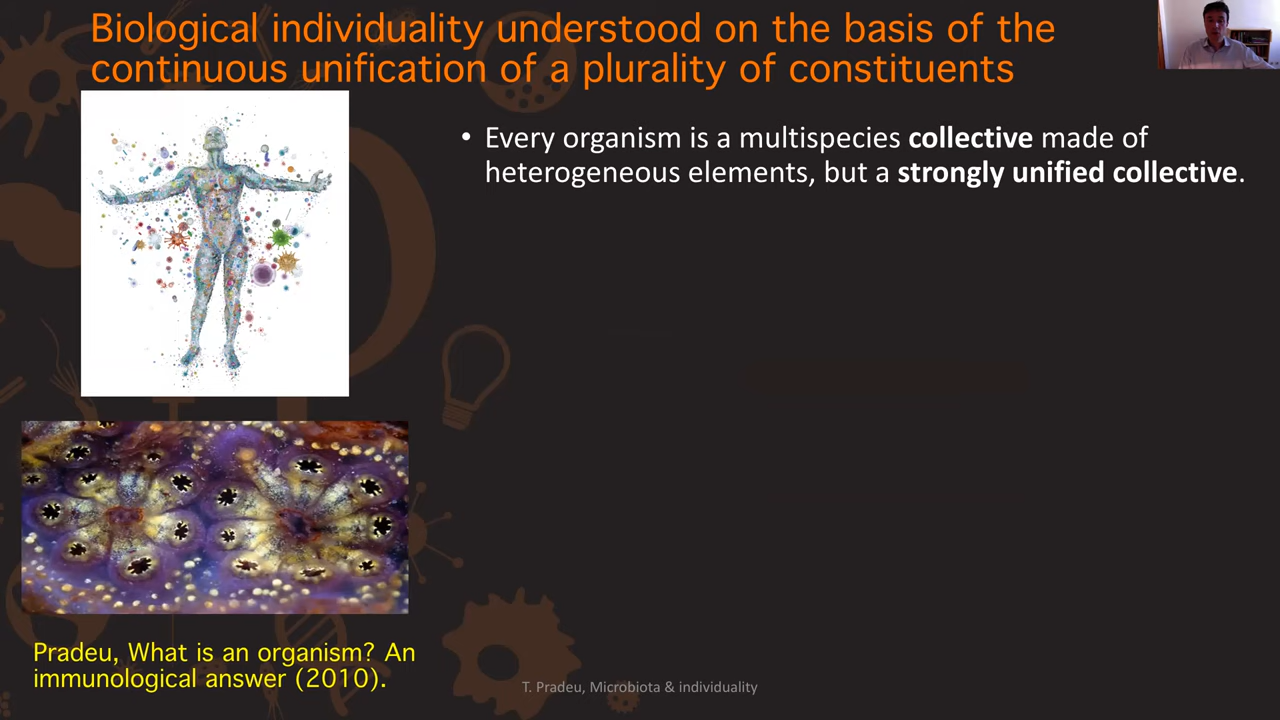 Biological individuality understood on the basis of the
continuous unification of a plurality of constituents
• Every organism is a multispecies collective made of
heterogeneous elements, but a strongly unified collective.
Pradeu, What is an organism? An
immunological answer (2010).
T. Pradeu, Microbiota & individuality